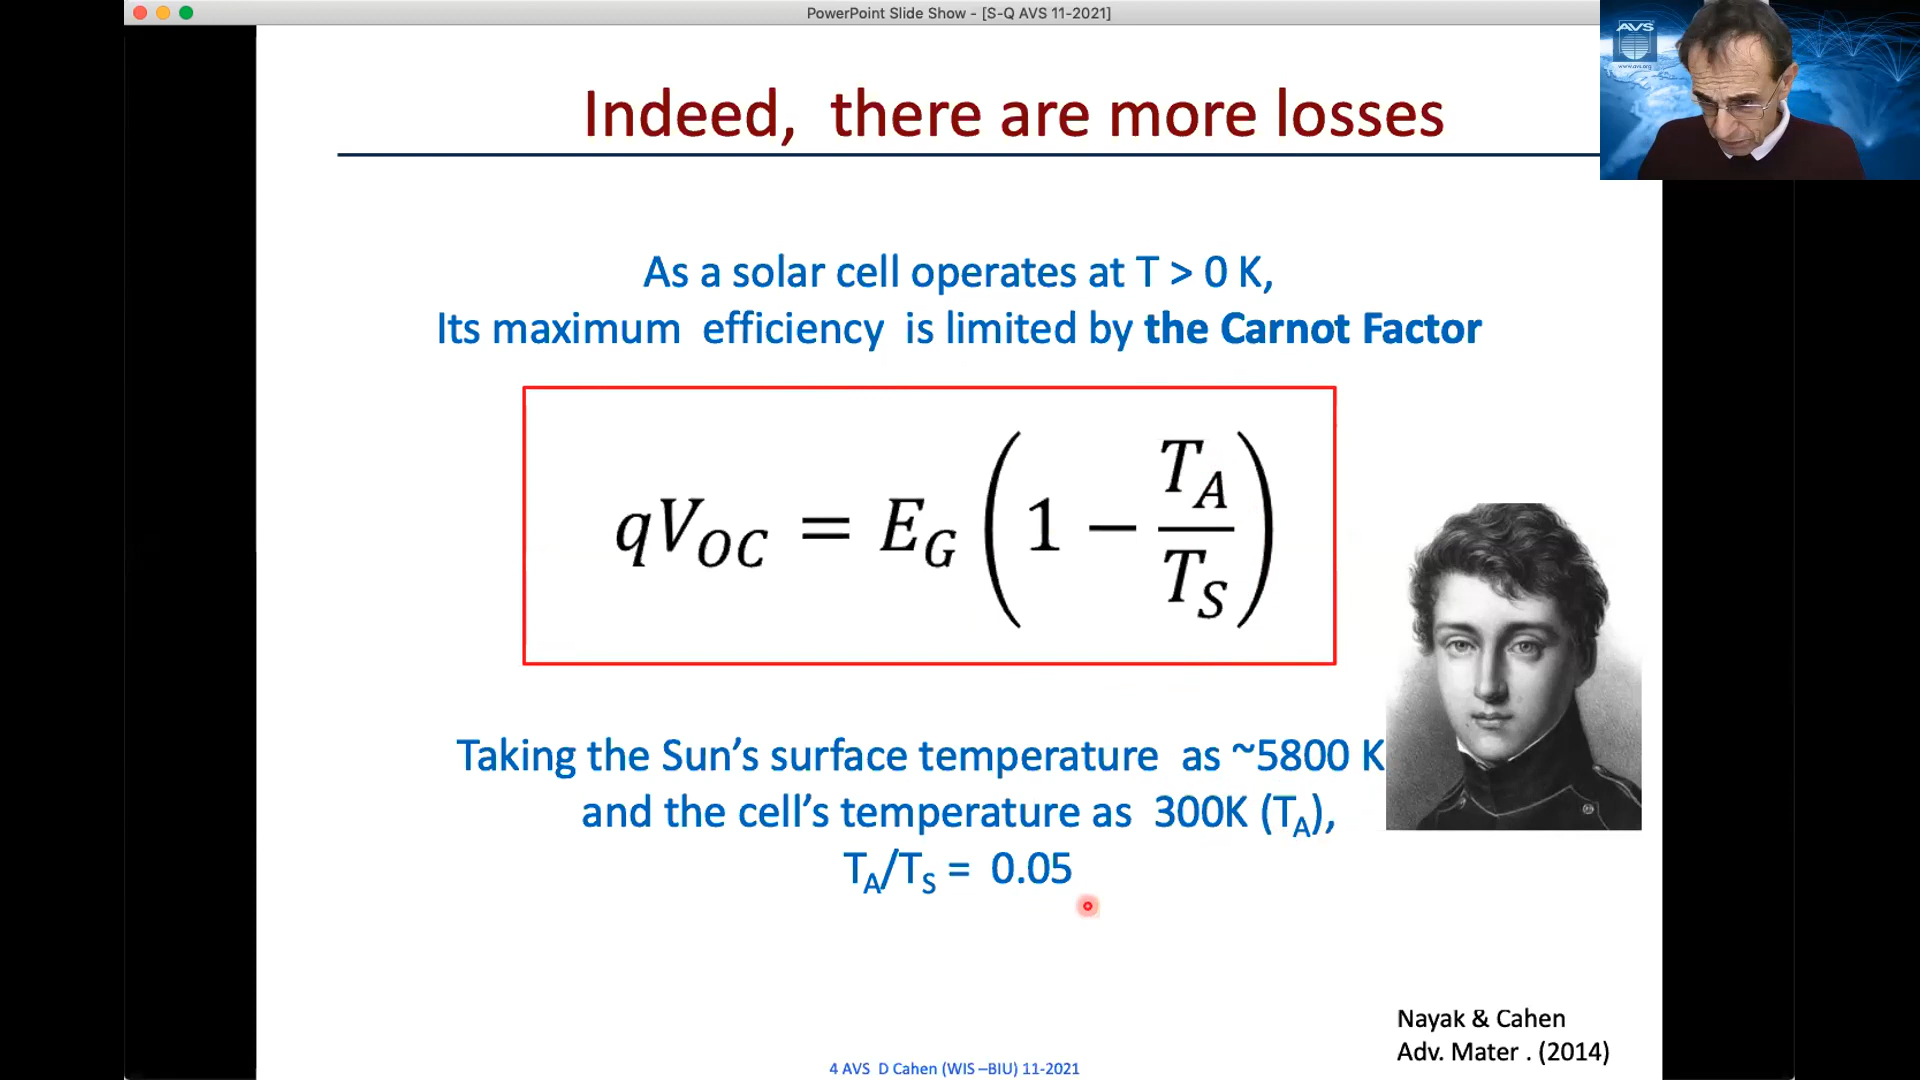 PowerPoint Slide Show - [S-Q AVS 11-2021]
AVS
www.avs.org
Indeed, there are more losses
As a solar cell operates at T > 0 K,
Its maximum efficiency is limited by the Carnot Factor
qV_OC = E_G (1 − T_A/T_S)
Taking the Sun’s surface temperature as ~5800 K
and the cell’s temperature as 300K (T_A),
T_A/T_S = 0.05
Nayak & Cahen
Adv. Mater . (2014)
4 AVS D Cahen (WIS –BIU) 11-2021